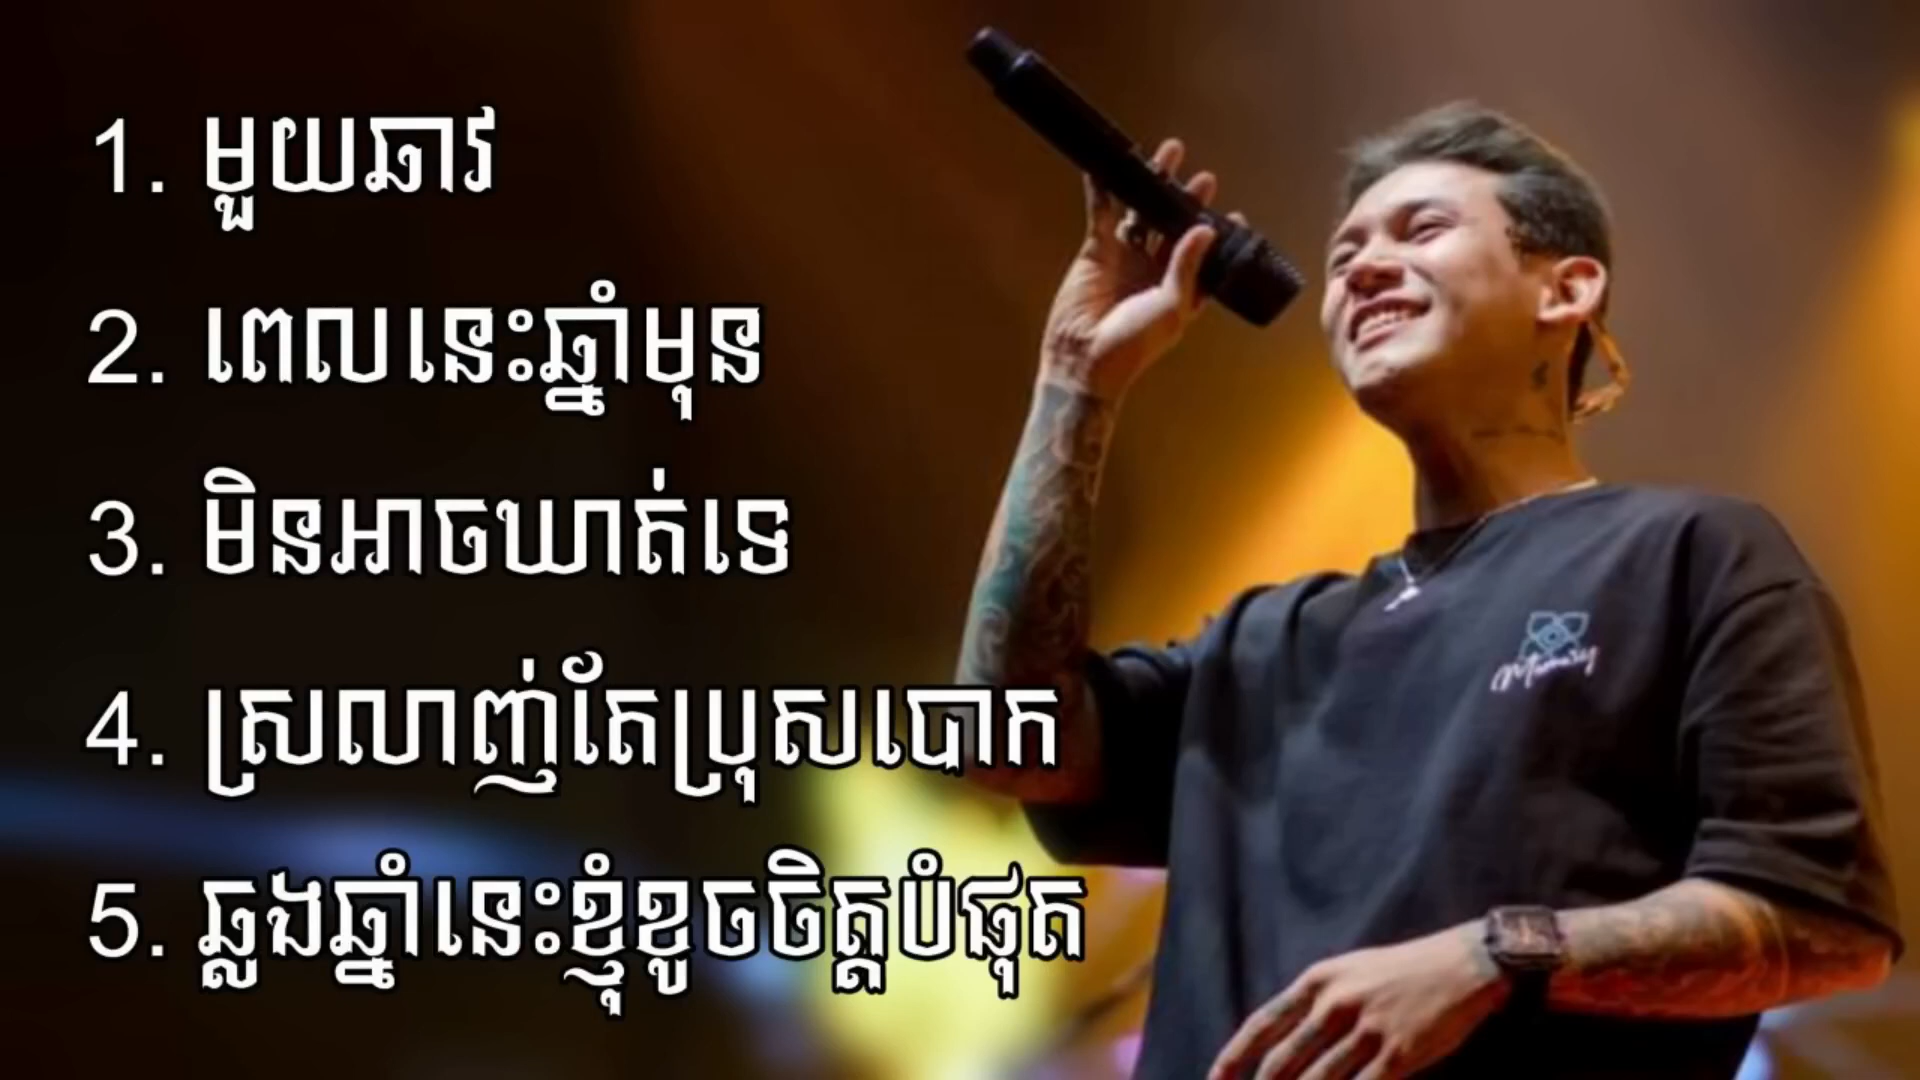 1. មួយឆាវ
2. ពេលនេះឆ្នាំមុន
3. មិនអាចឃាត់ទេ
4. ស្រលាញ់តែប្រុសបោក
5. ឆ្លងឆ្នាំនេះខ្ញុំខូចចិត្តបំផុត